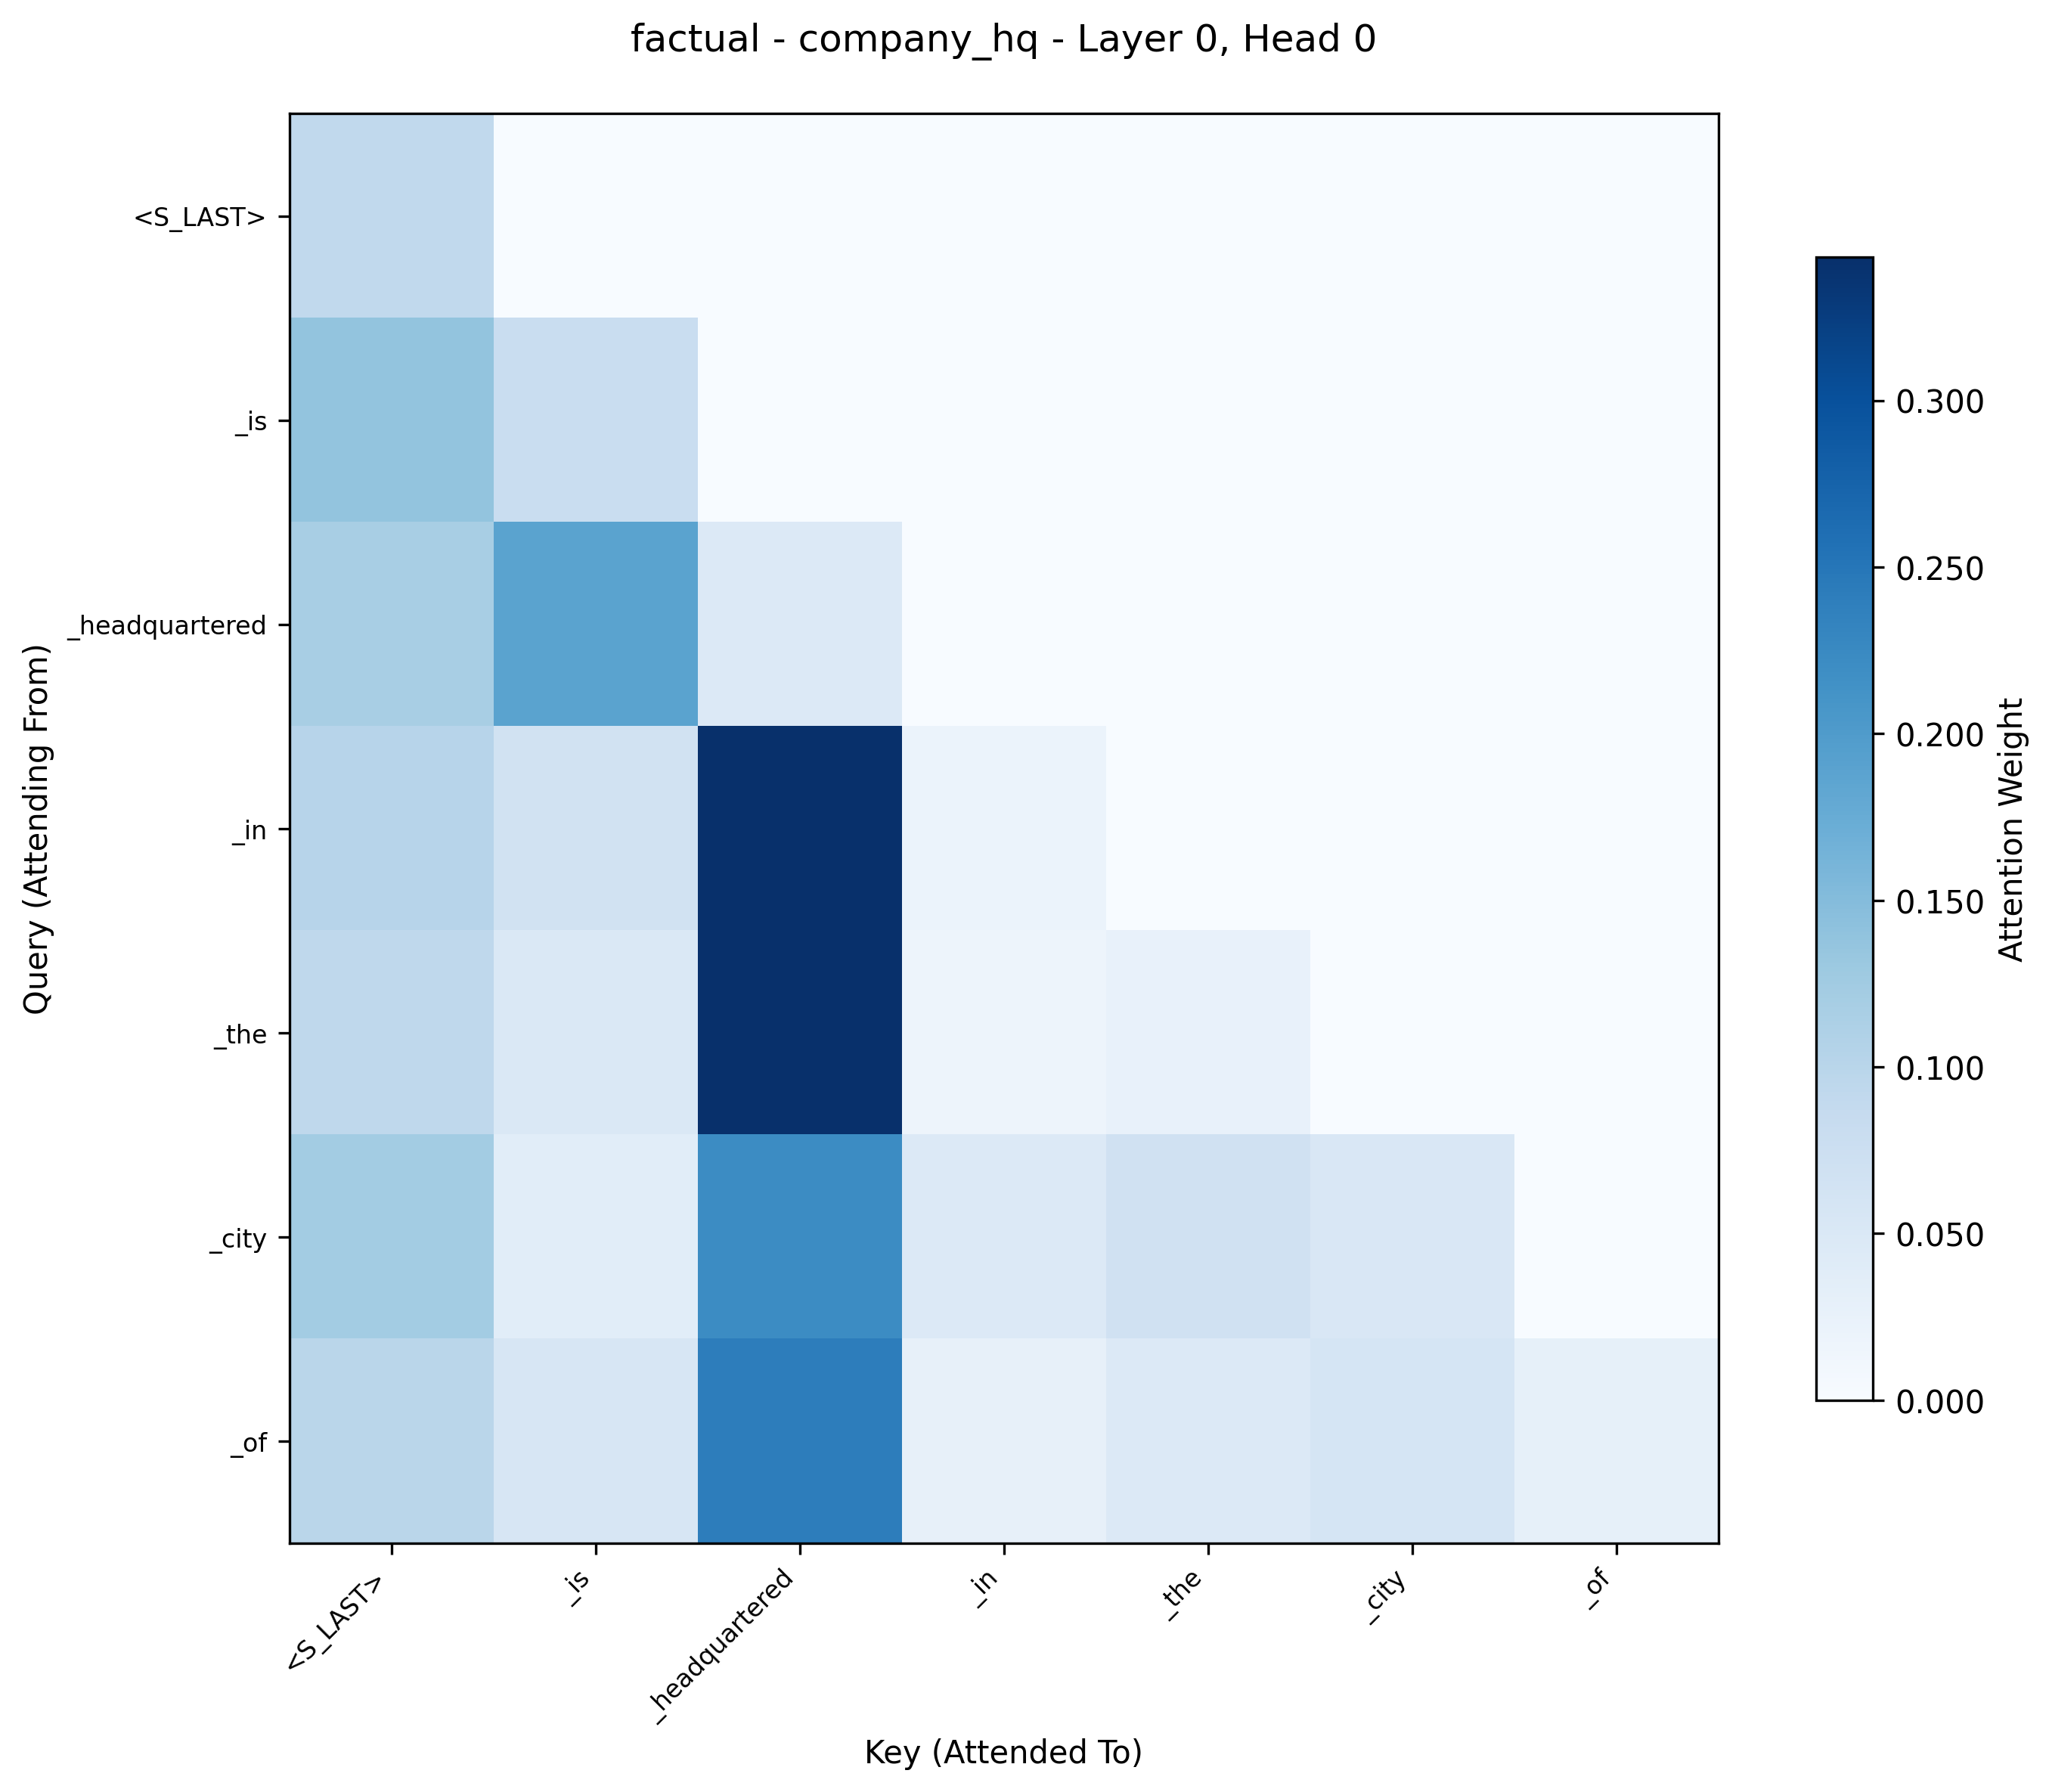 factual - company_hq - Layer 0, Head 0
Query (Attending From)
<S_LAST>
_is
_headquartered
_in
_the
_city
_of
<S_LAST>
_is
_headquartered
_in
_the
_city
_of
Key (Attended To)
0.300
0.250
0.200
0.150
0.100
0.050
0.000
Attention Weight